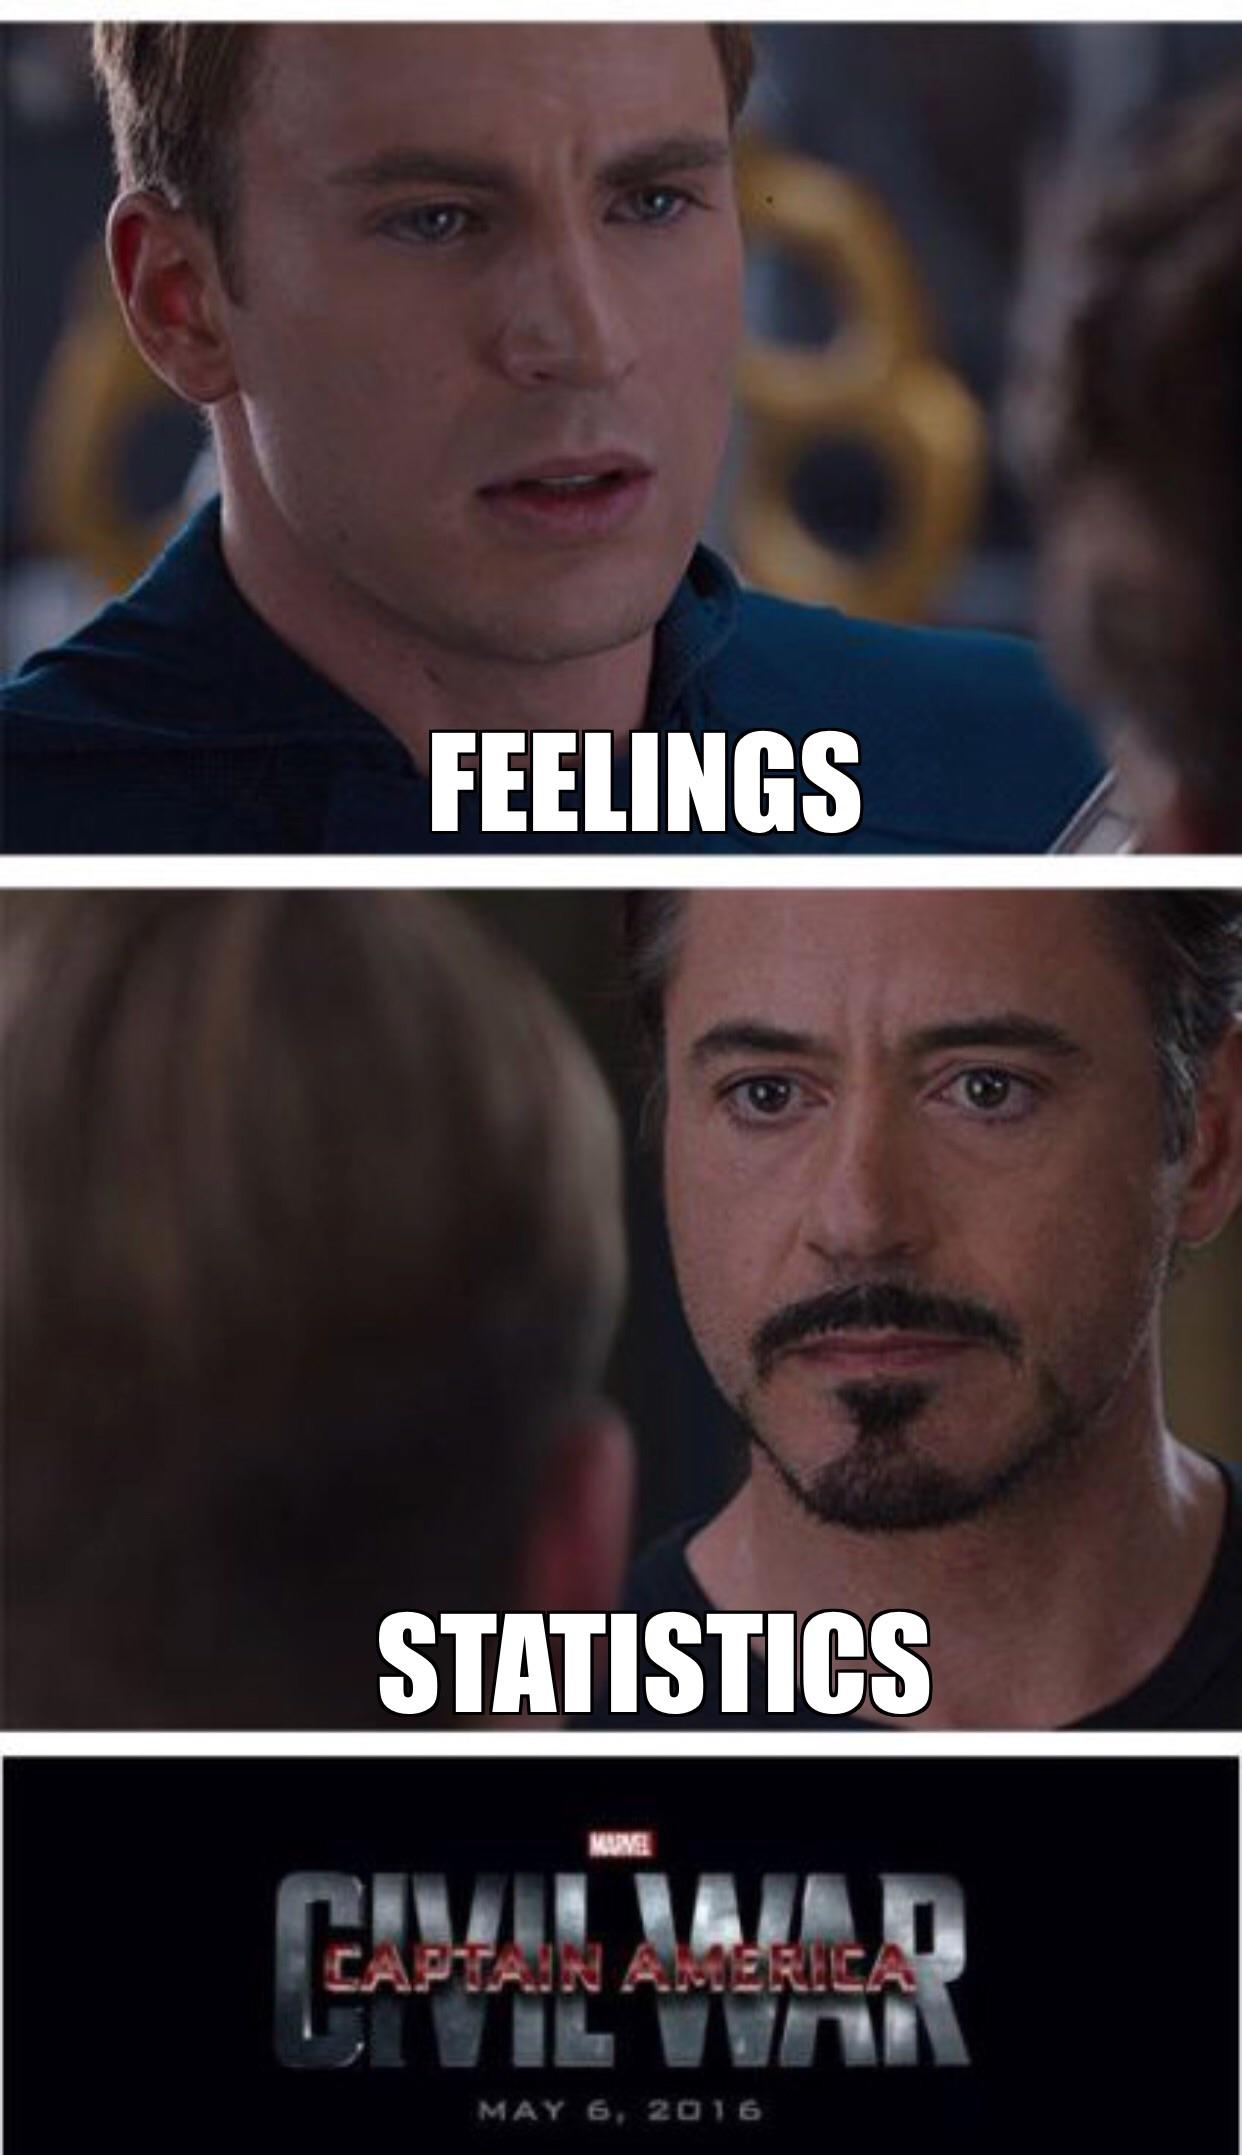 FEELINGS
STATISTICS
MARVEL
CIVIL WAR
CAPTAIN AMERICA
MAY 6, 2016